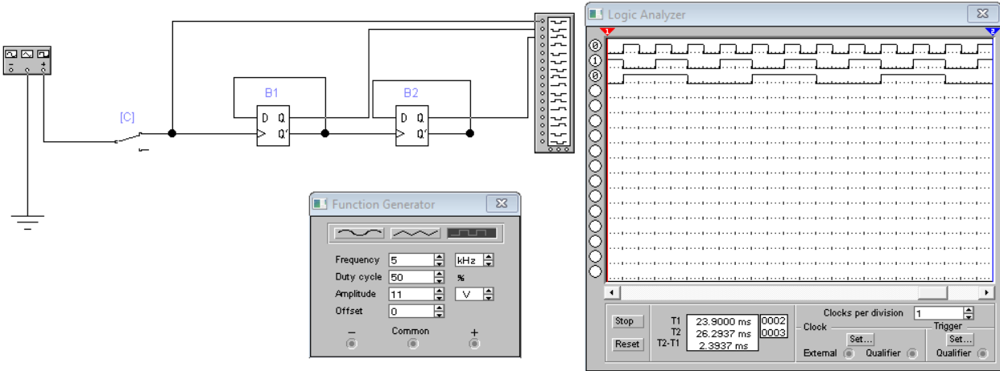 [C]
B1
D Q
Q'
B2
D Q
Q'
Function Generator
Frequency 5 kHz
Duty cycle 50 %
Amplitude 11 V
Offset 0
− Common +
Logic Analyzer
1 2
0
1
0
Stop
Reset
T1 23.9000 ms 0002
T2 26.2937 ms 0003
T2-T1 2.3937 ms
Clocks per division 1
Clock
Set...
External Qualifier
Trigger
Set...
Qualifier